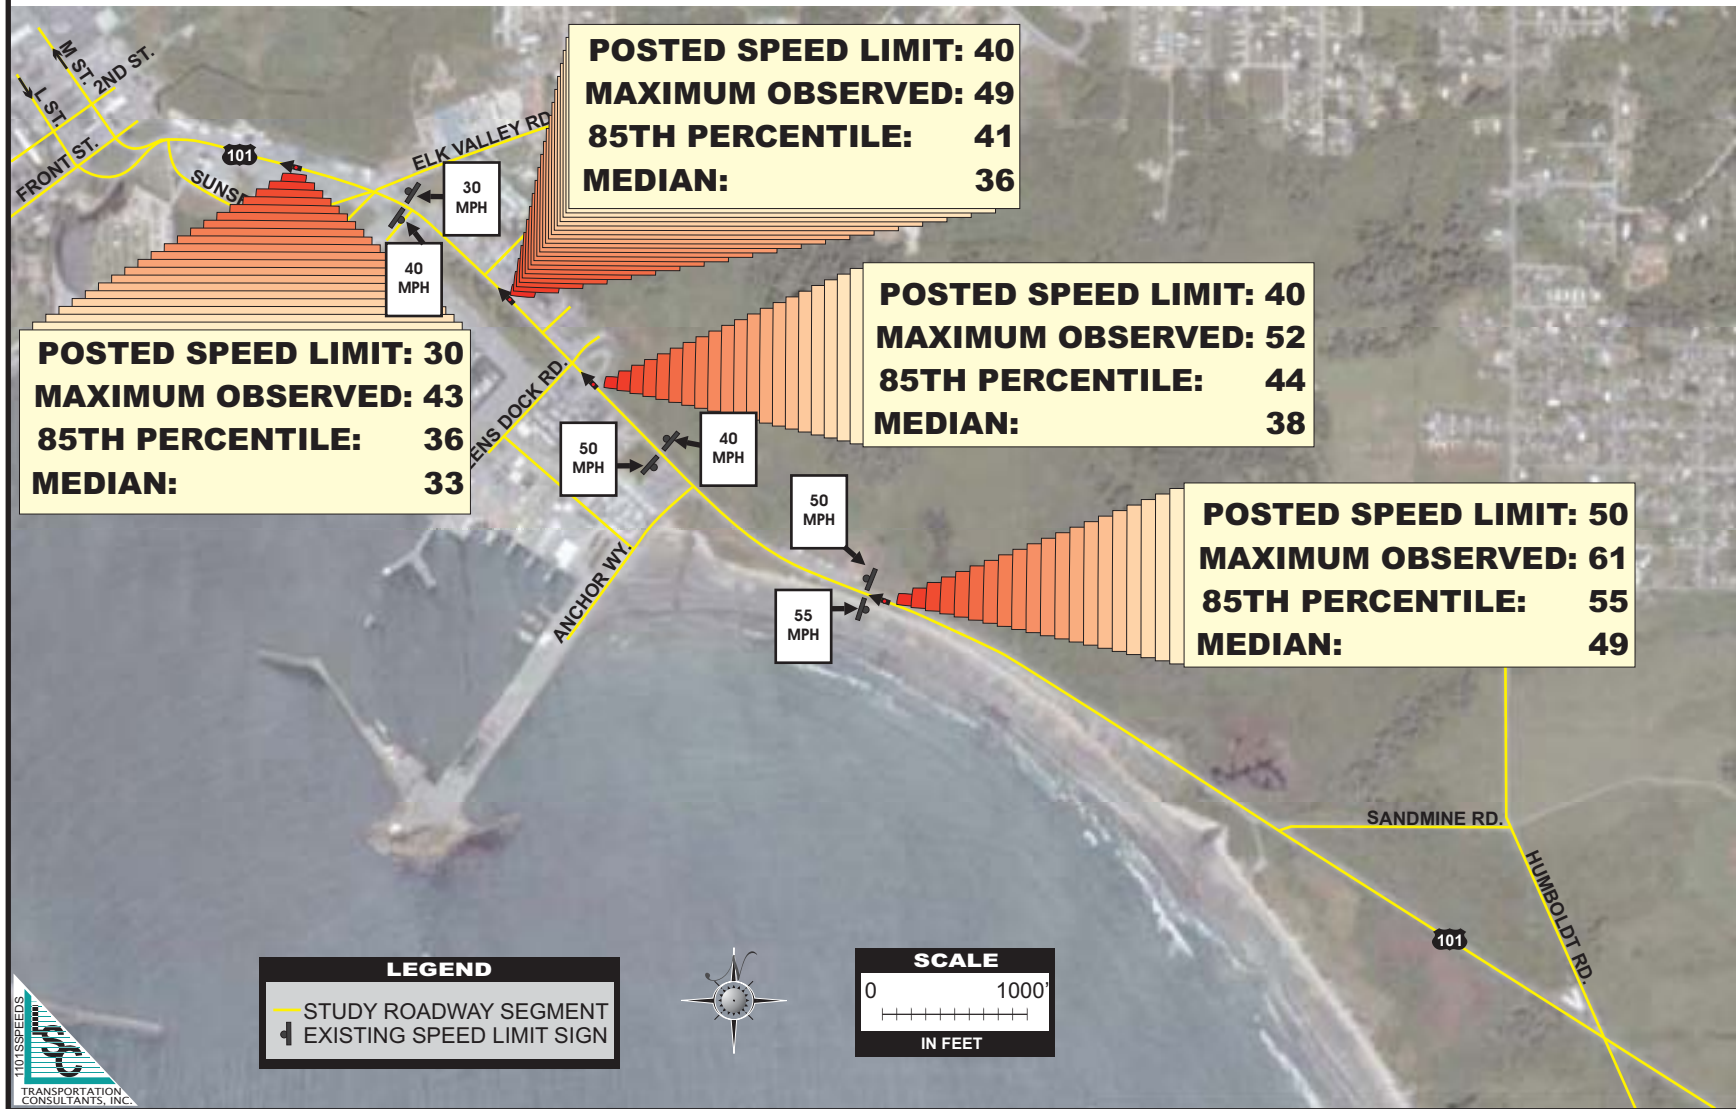 M ST.
2ND ST.
L ST.
FRONT ST.
101
ELK VALLEY RD
30
MPH
40
MPH
POSTED SPEED LIMIT: 40
MAXIMUM OBSERVED: 49
85TH PERCENTILE: 41
MEDIAN: 36
POSTED SPEED LIMIT: 30
MAXIMUM OBSERVED: 43
85TH PERCENTILE: 36
MEDIAN: 33
POSTED SPEED LIMIT: 40
MAXIMUM OBSERVED: 52
85TH PERCENTILE: 44
MEDIAN: 38
DOCK RD.
50
MPH
40
MPH
50
MPH
55
MPH
ANCHOR WY.
POSTED SPEED LIMIT: 50
MAXIMUM OBSERVED: 61
85TH PERCENTILE: 55
MEDIAN: 49
SANDMINE RD.
HUMBOLDT RD.
101
LEGEND
STUDY ROADWAY SEGMENT
EXISTING SPEED LIMIT SIGN
SCALE
0 1000'
IN FEET
1101SSPEEDS
LSC
TRANSPORTATION
CONSULTANTS, INC.